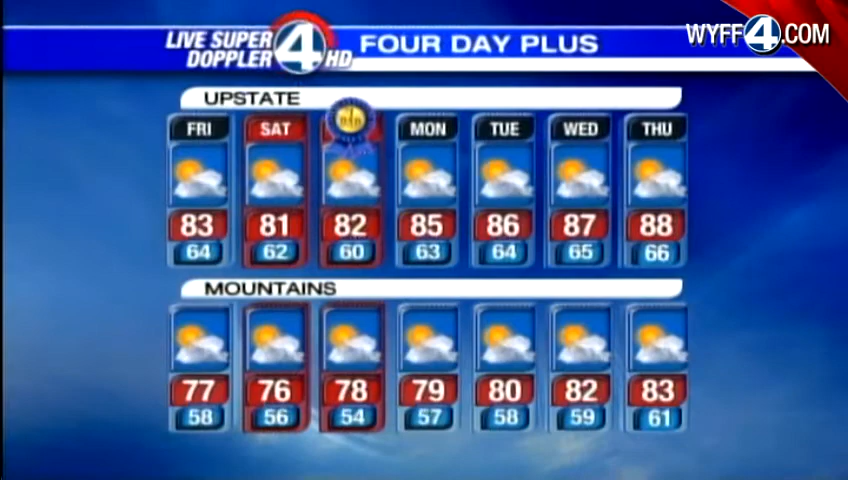 LIVE SUPER
DOPPLER 4 HD
FOUR DAY PLUS
WYFF4.COM
UPSTATE
FRI SAT MON TUE WED THU
83 81 82 85 86 87 88
64 62 60 63 64 65 66
MOUNTAINS
77 76 78 79 80 82 83
58 56 54 57 58 59 61